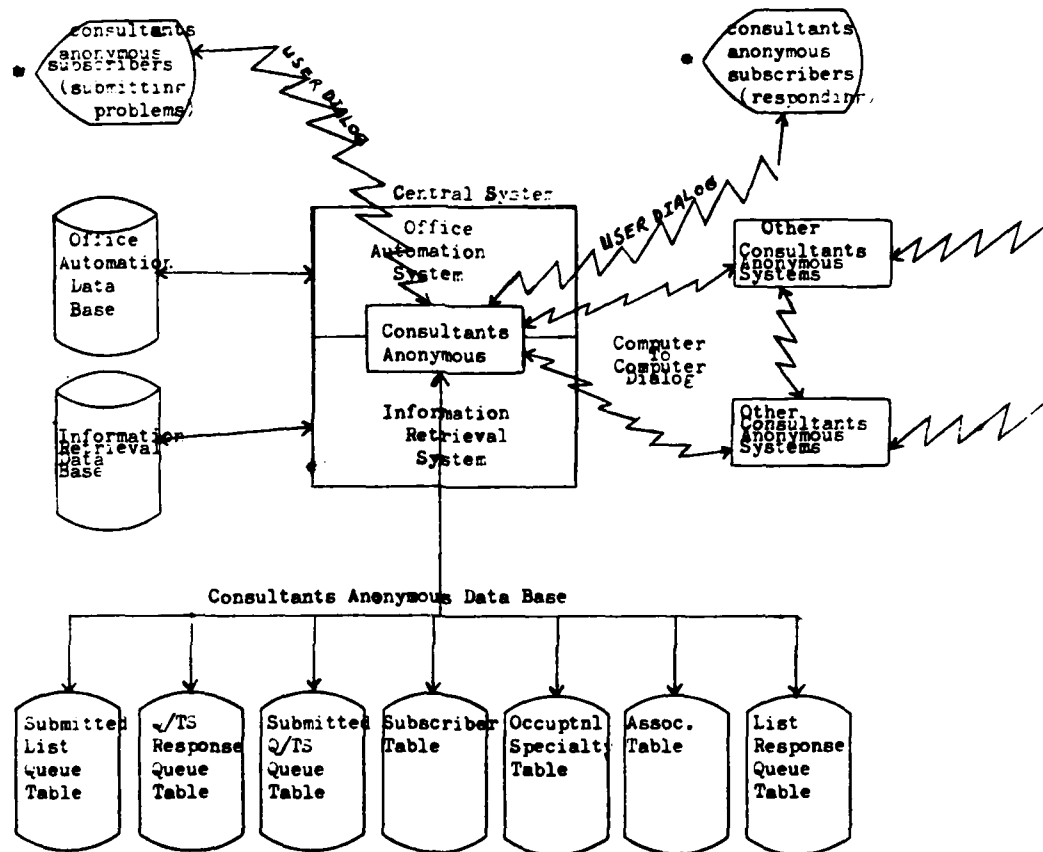 consultants
anonymous
subscribers
(submitting
problems)
USER DIALOG
consultants
anonymous
subscribers
(responding)
USER DIALOG
Central System
Office
Automation
System
Office
Automation
Data
Base
Consultants
Anonymous
Other
Consultants
Anonymous
Systems
Computer
To
Computer
Dialog
Information
Retrieval
System
Information
Retrieval
Data
Base
Other
Consultants
Anonymous
Systems
Consultants Anonymous Data Base
Submitted
List
Queue
Table
Q/TS
Response
Queue
Table
Submitted
Q/TS
Queue
Table
Subscriber
Table
Occuptnl
Specialty
Table
Assoc.
Table
List
Response
Queue
Table